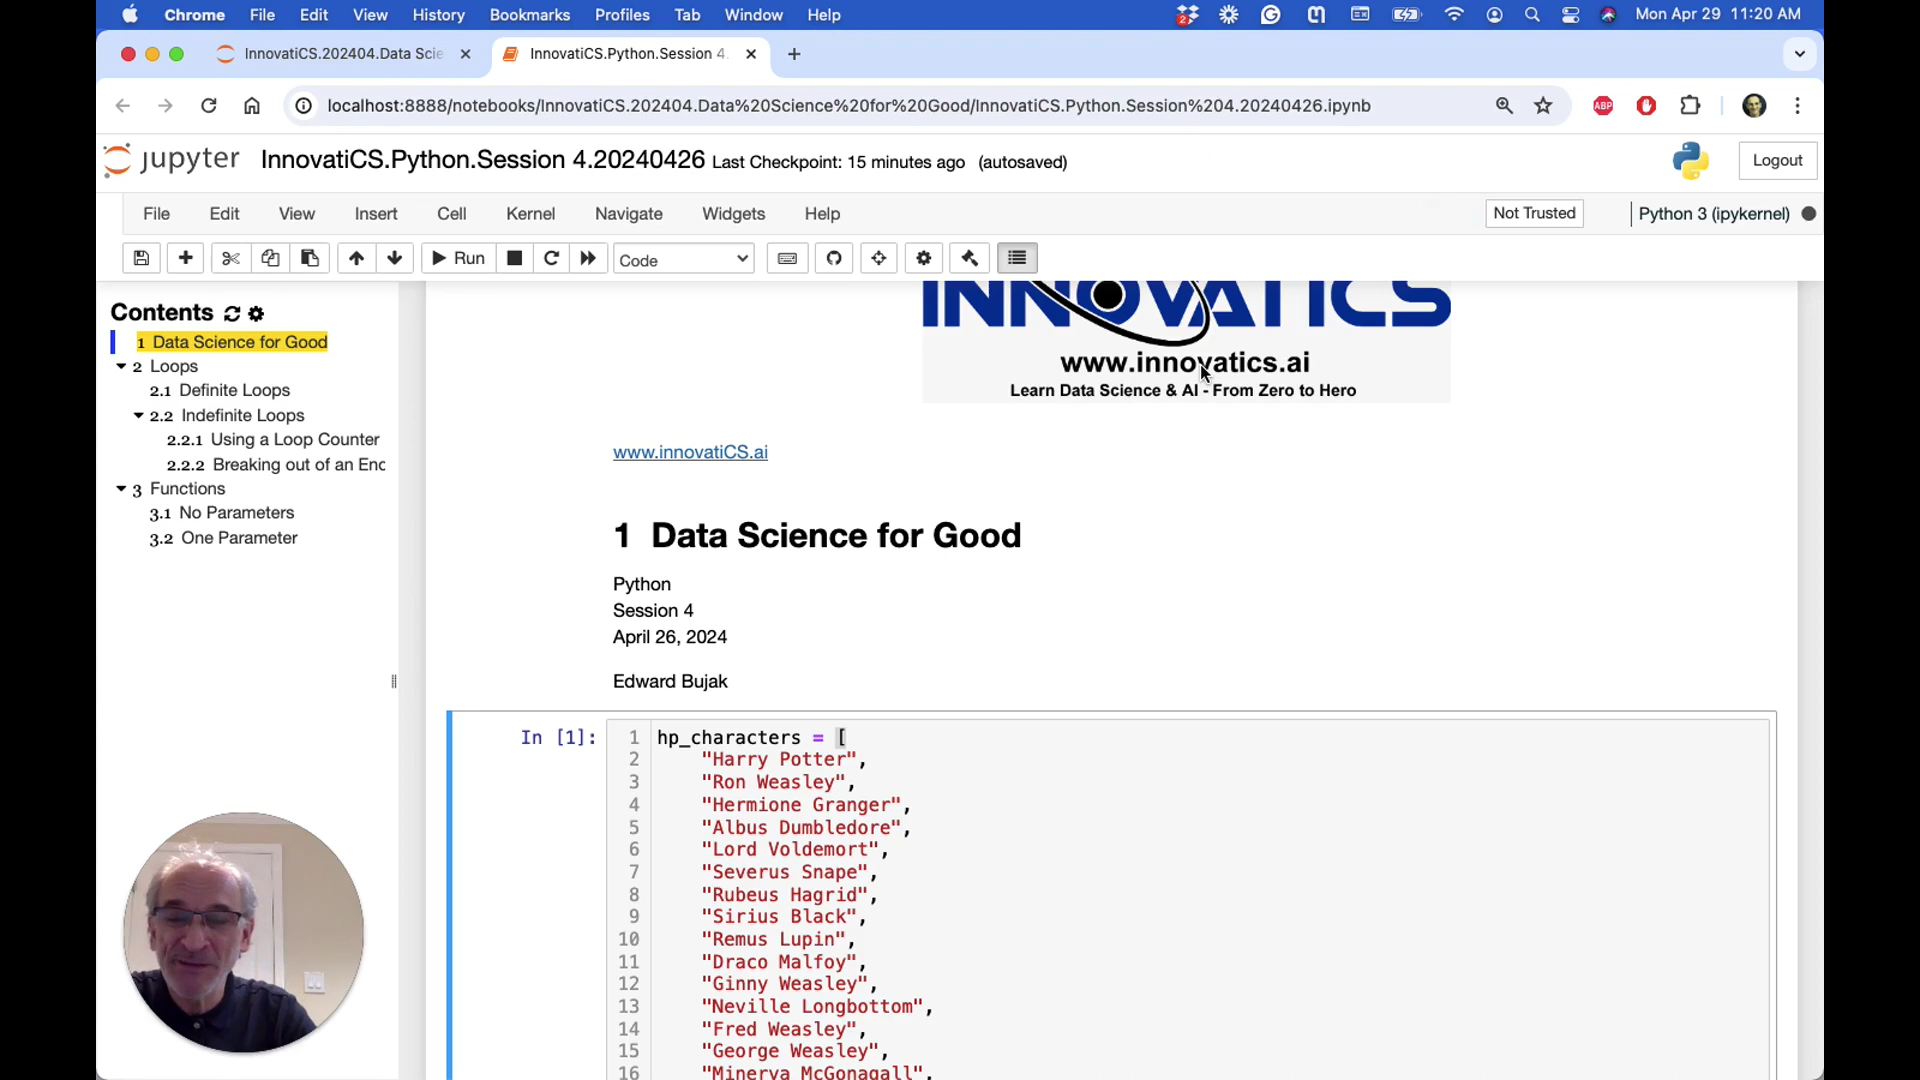 Chrome File Edit View History Bookmarks Profiles Tab Window Help
2
Mon Apr 29 11:20 AM
InnovatiCS.202404.Data Scie
InnovatiCS.Python.Session 4.
localhost:8888/notebooks/InnovatiCS.202404.Data%20Science%20for%20Good/InnovatiCS.Python.Session%204.20240426.ipynb
ABP
jupyter InnovatiCS.Python.Session 4.20240426 Last Checkpoint: 15 minutes ago (autosaved)
Logout
File Edit View Insert Cell Kernel Navigate Widgets Help
Not Trusted
Python 3 (ipykernel)
Run
Code
Contents
1 Data Science for Good
2 Loops
2.1 Definite Loops
2.2 Indefinite Loops
2.2.1 Using a Loop Counter
2.2.2 Breaking out of an Enc
3 Functions
3.1 No Parameters
3.2 One Parameter
INNOVATICS
www.innovatics.ai
Learn Data Science & AI - From Zero to Hero
www.innovatiCS.ai
1 Data Science for Good
Python
Session 4
April 26, 2024
Edward Bujak
In [1]:
1 hp_characters = [
2 "Harry Potter",
3 "Ron Weasley",
4 "Hermione Granger",
5 "Albus Dumbledore",
6 "Lord Voldemort",
7 "Severus Snape",
8 "Rubeus Hagrid",
9 "Sirius Black",
10 "Remus Lupin",
11 "Draco Malfoy",
12 "Ginny Weasley",
13 "Neville Longbottom",
14 "Fred Weasley",
15 "George Weasley",
16 "Minerva McGonagall",